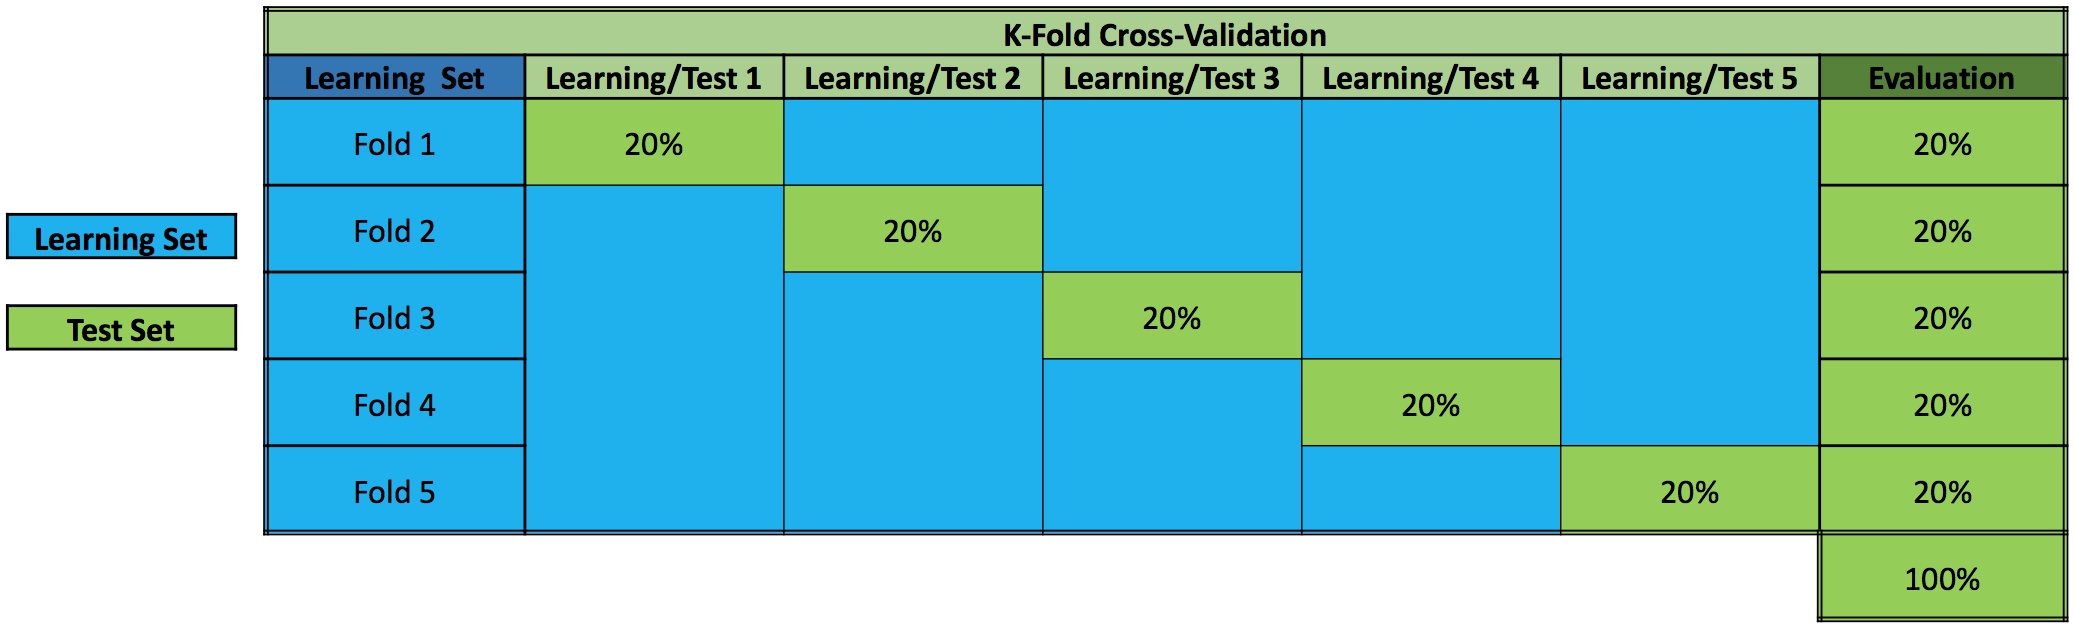 K-Fold Cross-Validation
Learning Set Learning/Test 1 Learning/Test 2 Learning/Test 3 Learning/Test 4 Learning/Test 5 Evaluation
Fold 1 20% 20%
Learning Set Fold 2 20% 20%
Test Set Fold 3 20% 20%
Fold 4 20% 20%
Fold 5 20% 20%
100%